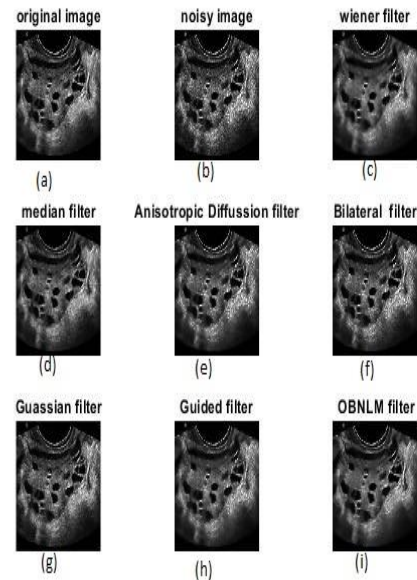 original image
noisy image
wiener filter
(a)
(b)
(c)
median filter
Anisotropic Diffussion filter
Bilateral filter
(d)
(e)
(f)
Guassian filter
Guided filter
OBNLM filter
(g)
(h)
(i)